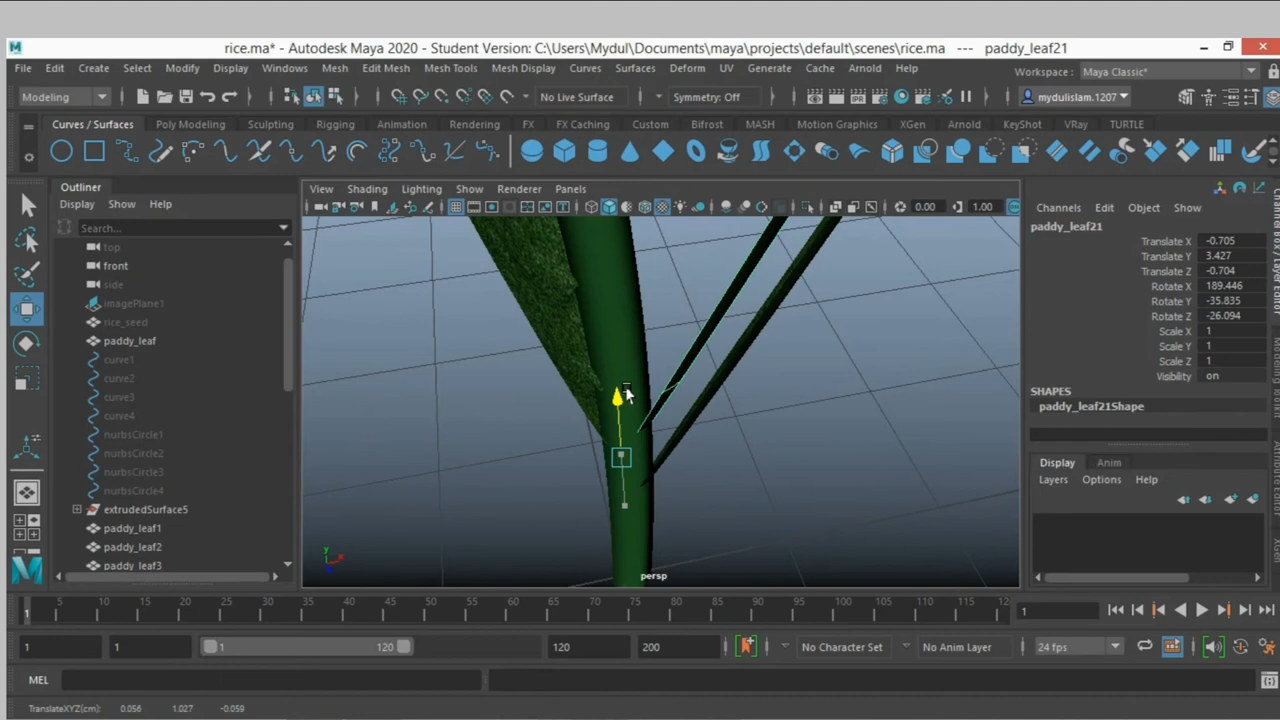 rice.ma* - Autodesk Maya 2020 - Student Version: C:\Users\Mydul\Documents\maya\projects\default\scenes\rice.ma --- paddy_leaf21
File Edit Create Select Modify Display Windows Mesh Edit Mesh Mesh Tools Mesh Display Curves Surfaces Deform UV Generate Cache Arnold Help Workspace : Maya Classic*
Modeling No Live Surface Symmetry: Off mydulislam.1207
Curves / Surfaces Poly Modeling Sculpting Rigging Animation Rendering FX FX Caching Custom Bifrost MASH Motion Graphics XGen Arnold KeyShot VRay TURTLE
Outliner
Display Show Help
Search...
top
front
side
imagePlane1
rice_seed
paddy_leaf
curve1
curve2
curve3
curve4
nurbsCircle1
nurbsCircle2
nurbsCircle3
nurbsCircle4
extrudedSurface5
paddy_leaf1
paddy_leaf2
paddy_leaf3
View Shading Lighting Show Renderer Panels
0.00 1.00
y
x
persp
Channels Edit Object Show
paddy_leaf21
Translate X -0.705
Translate Y 3.427
Translate Z -0.704
Rotate X 189.446
Rotate Y -35.835
Rotate Z -26.094
Scale X 1
Scale Y 1
Scale Z 1
Visibility on
SHAPES
paddy_leaf21Shape
Display Anim
Layers Options Help
5 10 15 20 25 30 35 40 45 50 55 60 65 70 75 80 85 90 95 100 105 110 115 12
1 1
1 1 1 120 120 200 No Character Set No Anim Layer 24 fps
MEL
TranslateXYZ(cm): 0.056 1.027 -0.059